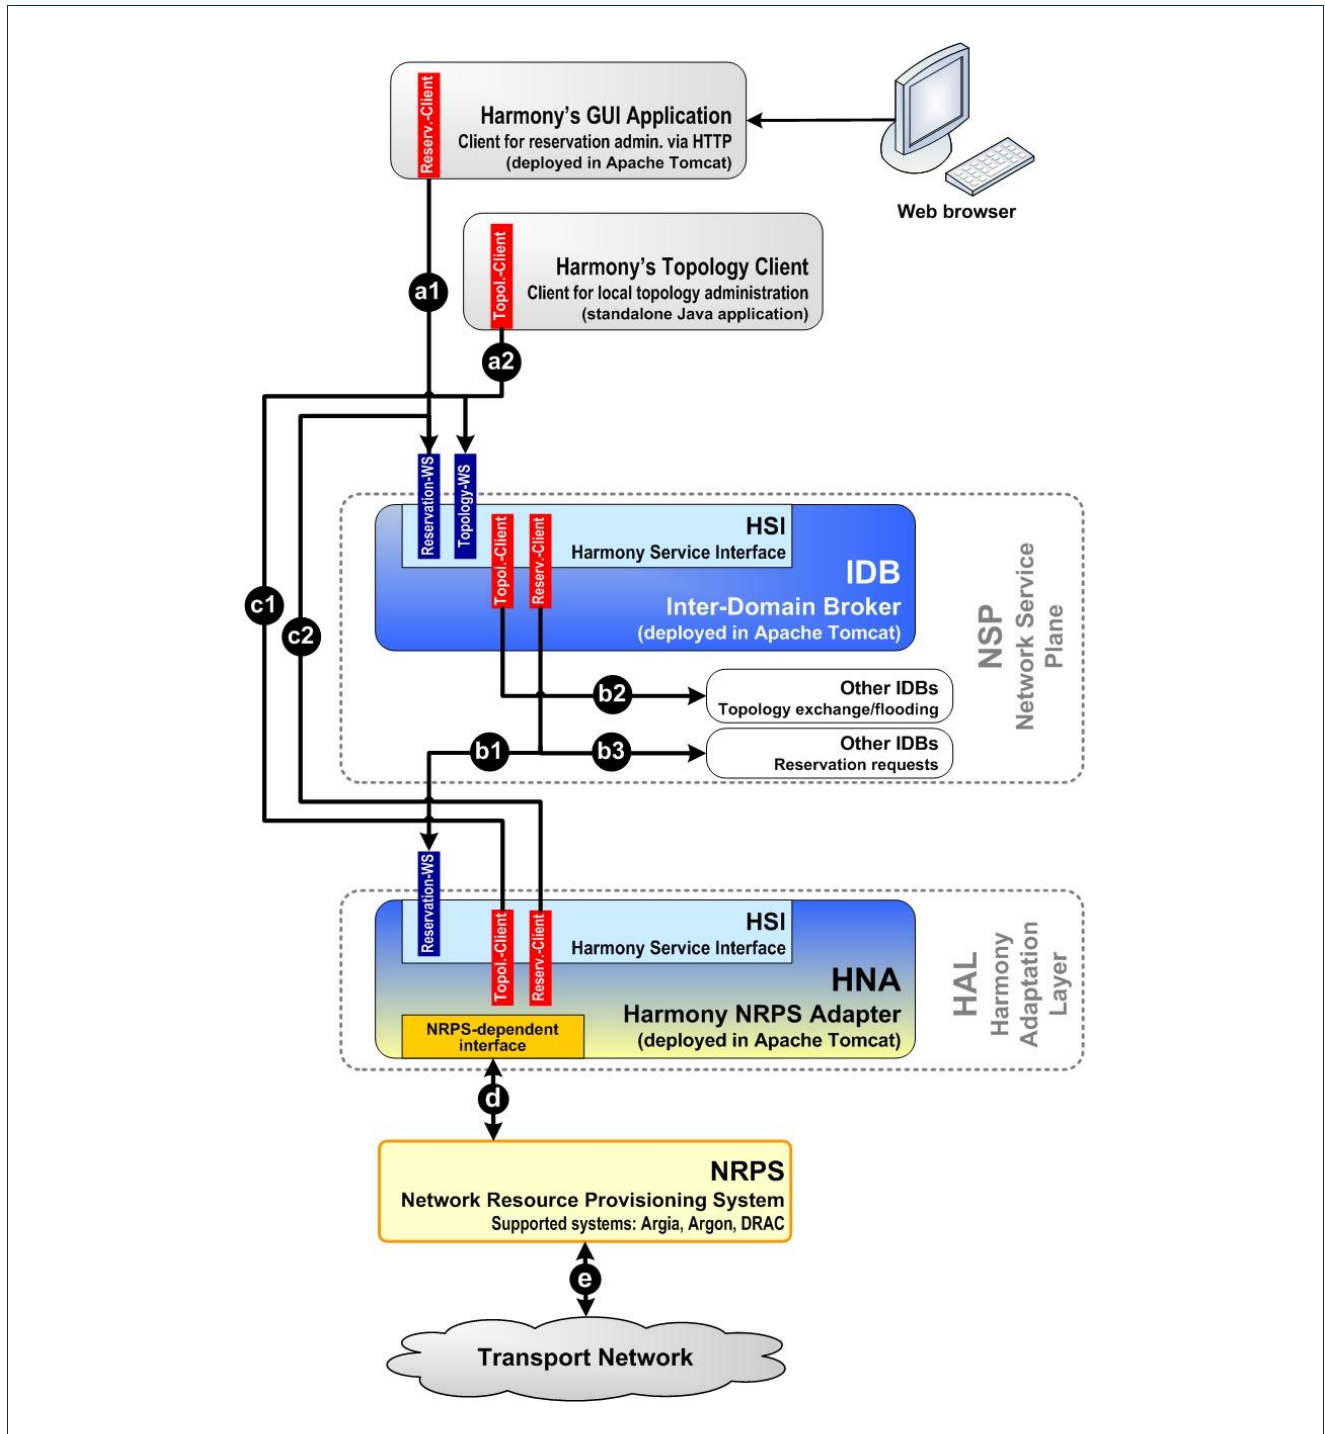 Reserv.-Client
Harmony's GUI Application
Client for reservation admin. via HTTP
(deployed in Apache Tomcat)
Web browser
Topol.-Client
Harmony's Topology Client
Client for local topology administration
(standalone Java application)
a1
a2
Reservation-WS
Topology-WS
Topol.-Client
Reserv.-Client
HSI
Harmony Service Interface
IDB
Inter-Domain Broker
(deployed in Apache Tomcat)
NSP
Network Service
Plane
c1
c2
b2
Other IDBs
Topology exchange/flooding
b1
b3
Other IDBs
Reservation requests
Reservation-WS
Topol.-Client
Reserv.-Client
HSI
Harmony Service Interface
HNA
Harmony NRPS Adapter
(deployed in Apache Tomcat)
NRPS-dependent
interface
HAL
Harmony
Adaptation
Layer
d
NRPS
Network Resource Provisioning System
Supported systems: Argia, Argon, DRAC
e
Transport Network